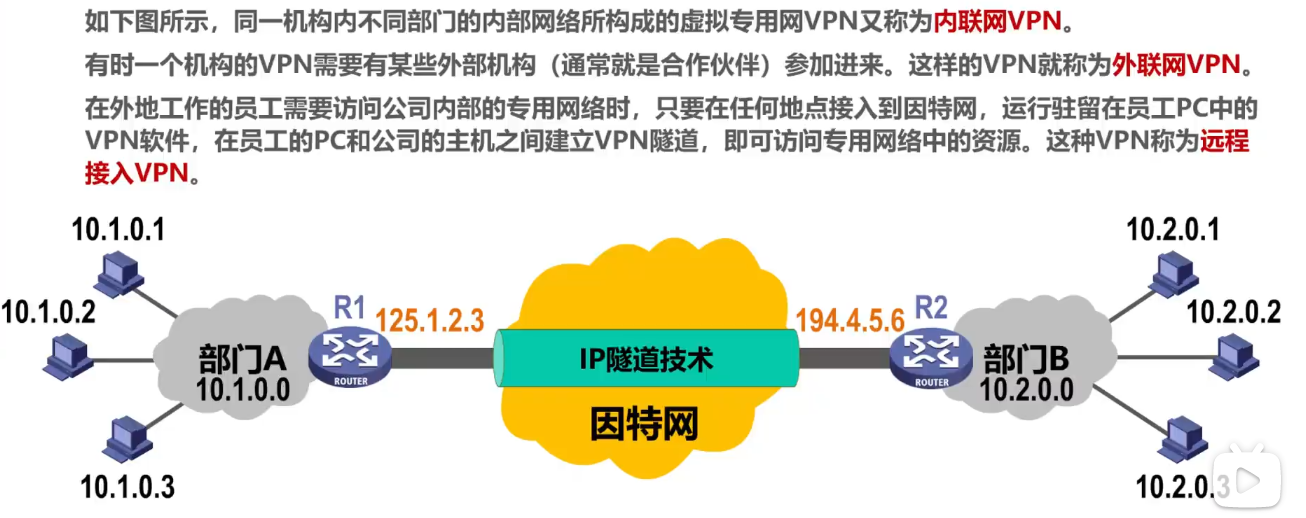 如下图所示，同一机构内不同部门的内部网络所构成的虚拟专用网VPN又称为内联网VPN。
有时一个机构的VPN需要有某些外部机构（通常就是合作伙伴）参加进来。这样的VPN就称为外联网VPN。
在外地工作的员工需要访问公司内部的专用网络时，只要在任何地点接入到因特网，运行驻留在员工PC中的
VPN软件，在员工的PC和公司的主机之间建立VPN隧道，即可访问专用网络中的资源。这种VPN称为远程
接入VPN。
10.1.0.1
10.2.0.1
10.1.0.2
R1
125.1.2.3
194.4.5.6
R2
10.2.0.2
部门A
10.1.0.0
ROUTER
IP隧道技术
ROUTER
部门B
10.2.0.0
因特网
10.1.0.3
10.2.0.3